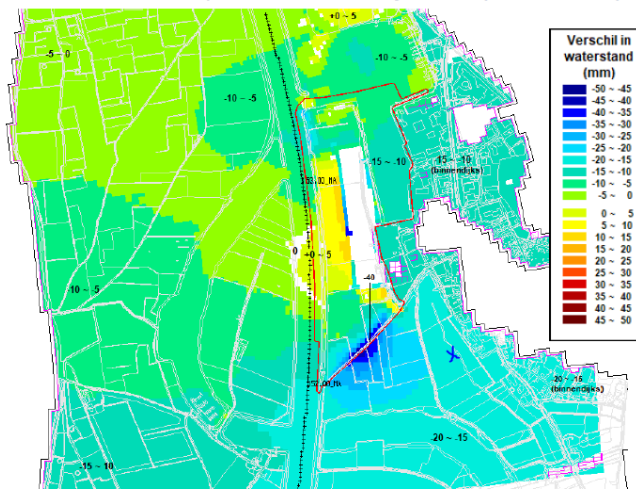 +0 ~ 5
-5 ~ 0
-10 ~ -5
-10 ~ -5
-15 ~ -10
-15 ~ -10
(binnendijks)
0
+0 ~ 5
-40
10 ~ -5
20 ~ 15
(binnendijks)
-20 ~ -15
-15 ~ 10
Verschil in
waterstand
(mm)
-50 ~ -45
-45 ~ -40
-40 ~ -35
-35 ~ -30
-30 ~ -25
-25 ~ -20
-20 ~ -15
-15 ~ -10
-10 ~ -5
-5 ~ 0
0 ~ 5
5 ~ 10
10 ~ 15
15 ~ 20
20 ~ 25
25 ~ 30
30 ~ 35
35 ~ 40
40 ~ 45
45 ~ 50